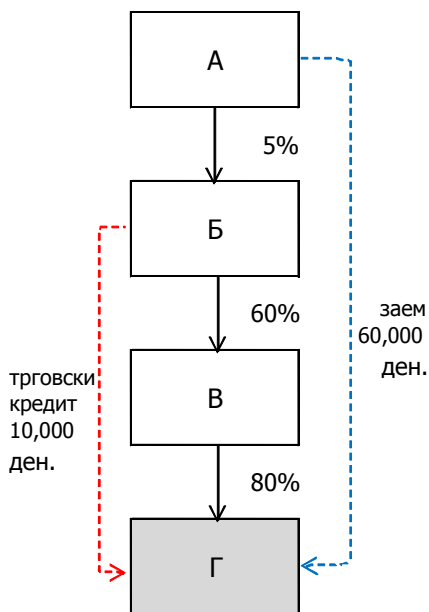 А
5%
Б
60%
заем
60,000
ден.
трговски
кредит
10,000
ден.
В
80%
Г